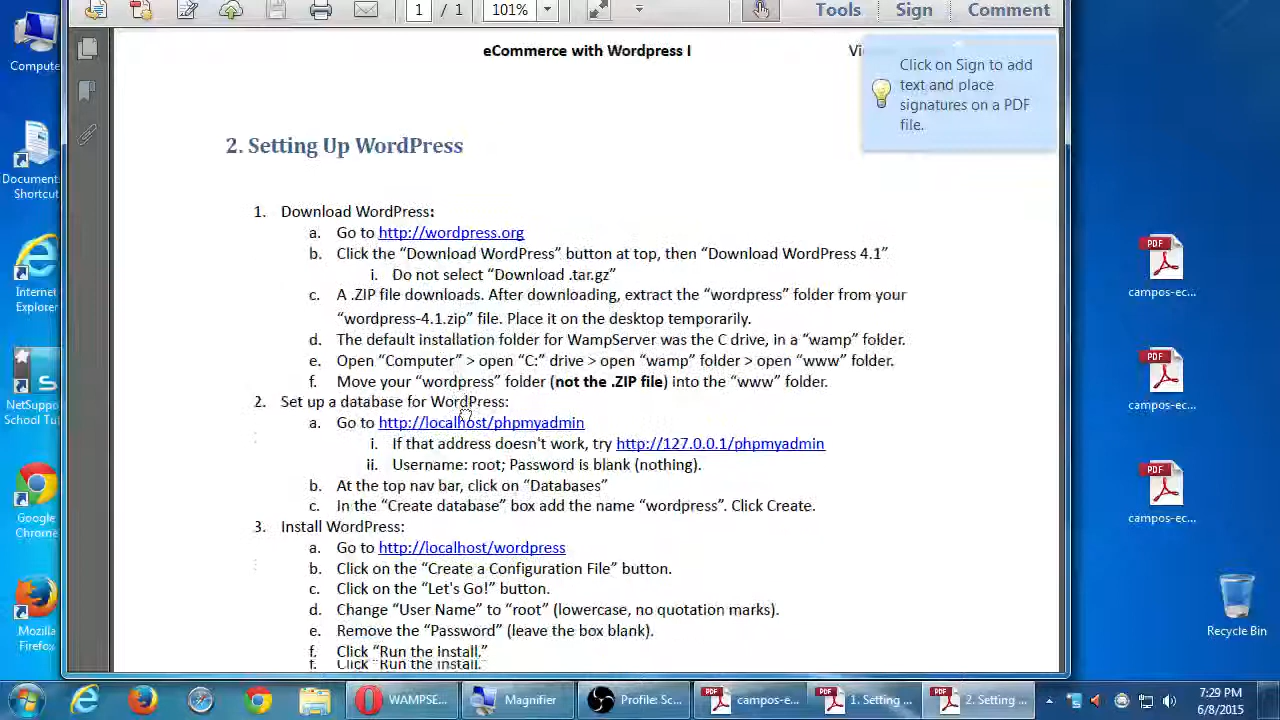 1 / 1
101%
Tools
Sign
Comment
eCommerce with Wordpress I
Click on Sign to add
text and place
signatures on a PDF
file.
2. Setting Up WordPress
1. Download WordPress:
a. Go to http://wordpress.org
b. Click the “Download WordPress” button at top, then “Download WordPress 4.1”
i. Do not select “Download .tar.gz”
c. A .ZIP file downloads. After downloading, extract the “wordpress” folder from your
“wordpress-4.1.zip” file. Place it on the desktop temporarily.
d. The default installation folder for WampServer was the C drive, in a “wamp” folder.
e. Open “Computer” > open “C:” drive > open “wamp” folder > open “www” folder.
f. Move your “wordpress” folder (not the .ZIP file) into the “www” folder.
2. Set up a database for WordPress:
a. Go to http://localhost/phpmyadmin
i. If that address doesn't work, try http://127.0.0.1/phpmyadmin
ii. Username: root; Password is blank (nothing).
b. At the top nav bar, click on “Databases”
c. In the “Create database” box add the name “wordpress”. Click Create.
3. Install WordPress:
a. Go to http://localhost/wordpress
b. Click on the “Create a Configuration File” button.
c. Click on the “Let's Go!” button.
d. Change “User Name” to “root” (lowercase, no quotation marks).
e. Remove the “Password” (leave the box blank).
f. Click “Run the install.”
f. Click “Run the install.”
Compute
Document
Shortcut
Internet
Explorer
NetSuppo
School Tu
Google
Chrome
Mozilla
Firefox
PDF
campos-ec...
PDF
campos-ec...
PDF
campos-ec...
Recycle Bin
WAMPSE...
Magnifier
Profile: Sc...
campos-e...
1. Setting ...
2. Setting ...
7:29 PM
6/8/2015